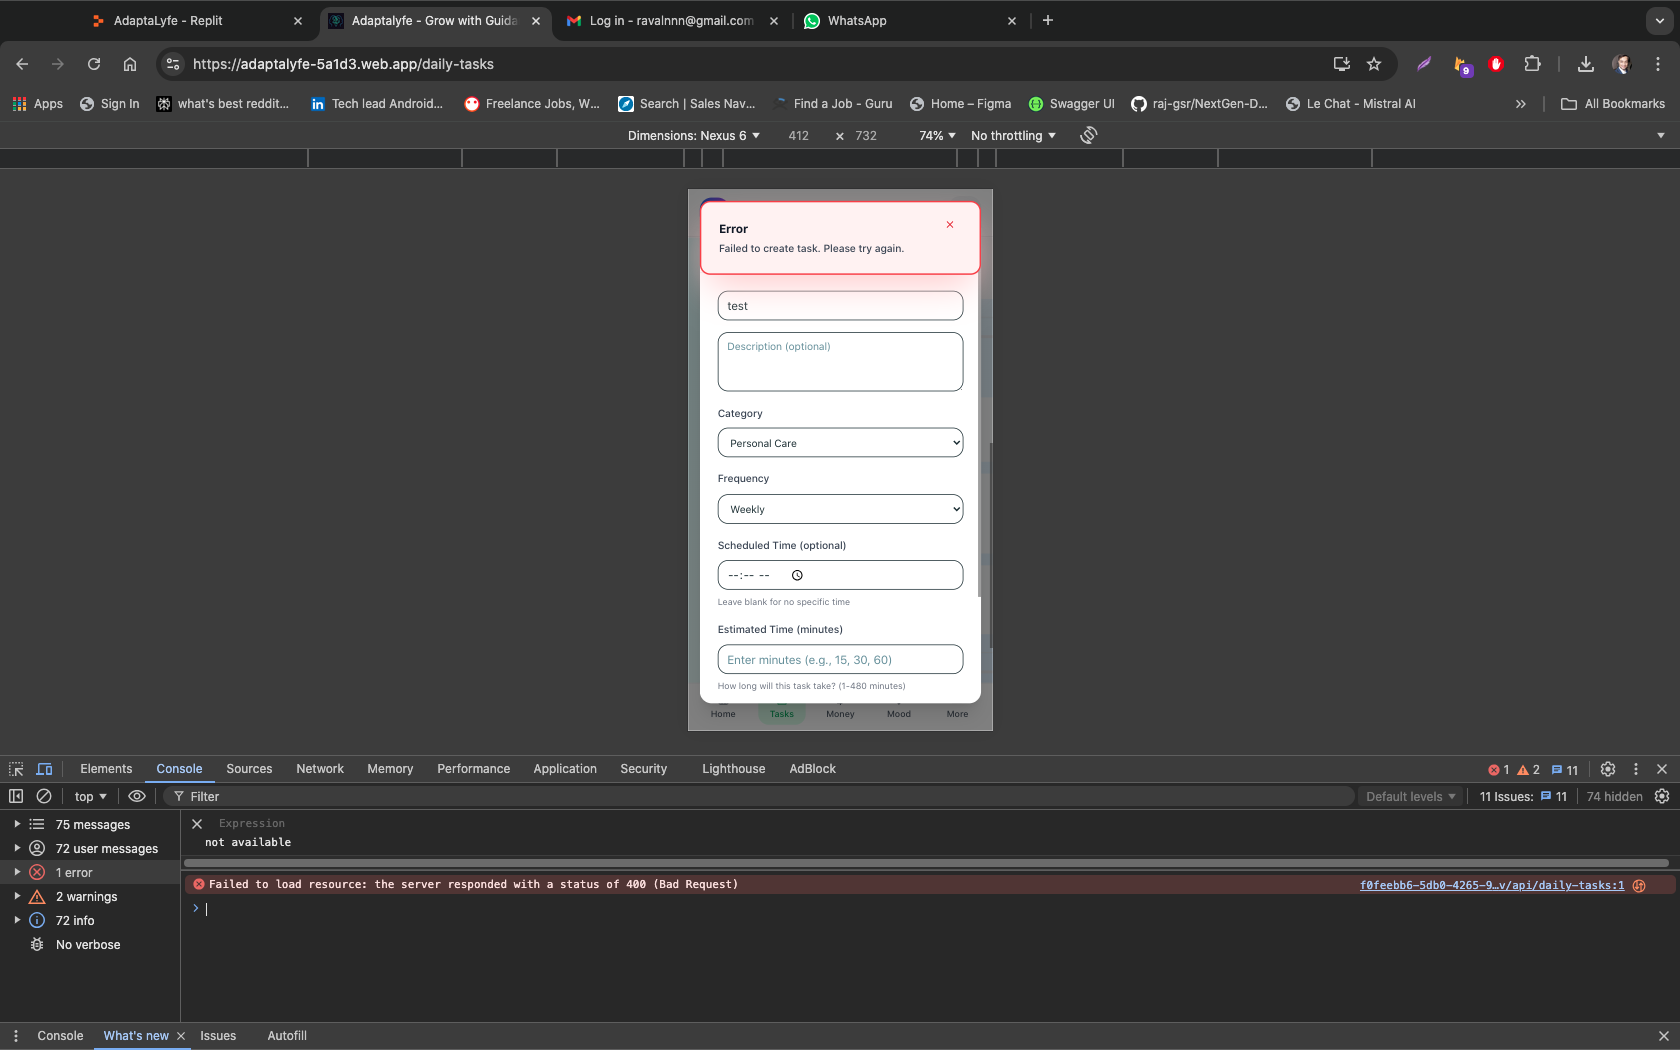 AdaptaLyfe - Replit
Adaptalyfe - Grow with Guida
Log in - ravalnnn@gmail.com
WhatsApp
https://adaptalyfe-5a1d3.web.app/daily-tasks
9
Apps
Sign In
what's best reddit...
Tech lead Android...
Freelance Jobs, W...
Search | Sales Nav...
Find a Job - Guru
Home – Figma
Swagger UI
raj-gsr/NextGen-D...
Le Chat - Mistral AI
All Bookmarks
Dimensions: Nexus 6
412 × 732
74%
No throttling
Error
Failed to create task. Please try again.
test
Description (optional)
Category
Personal Care
Frequency
Weekly
Scheduled Time (optional)
--:-- --
Leave blank for no specific time
Estimated Time (minutes)
Enter minutes (e.g., 15, 30, 60)
How long will this task take? (1-480 minutes)
Home
Tasks
Money
Mood
More
Elements
Console
Sources
Network
Memory
Performance
Application
Security
Lighthouse
AdBlock
1
2
11
top
Filter
Default levels
11 Issues: 11
74 hidden
75 messages
72 user messages
1 error
2 warnings
72 info
No verbose
Expression
not available
Failed to load resource: the server responded with a status of 400 (Bad Request)
f0feebb6-5db0-4265-9…v/api/daily-tasks:1
Console
What's new
Issues
Autofill